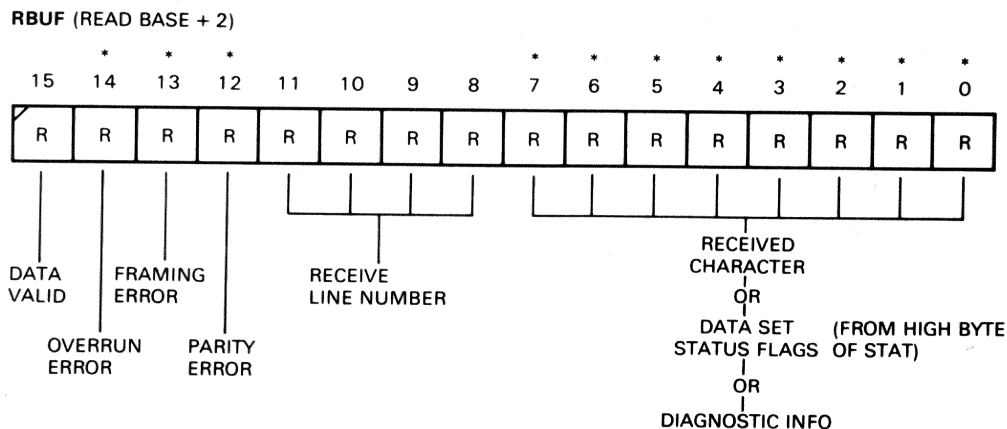 RBUF (READ BASE + 2)
* * * * * * * * * * *
15 14 13 12 11 10 9 8 7 6 5 4 3 2 1 0
R R R R R R R R R R R R R R R R
DATA VALID
OVERRUN ERROR
FRAMING ERROR
PARITY ERROR
RECEIVE LINE NUMBER
RECEIVED
CHARACTER
OR
DATA SET (FROM HIGH BYTE
STATUS FLAGS OF STAT)
OR
DIAGNOSTIC INFO